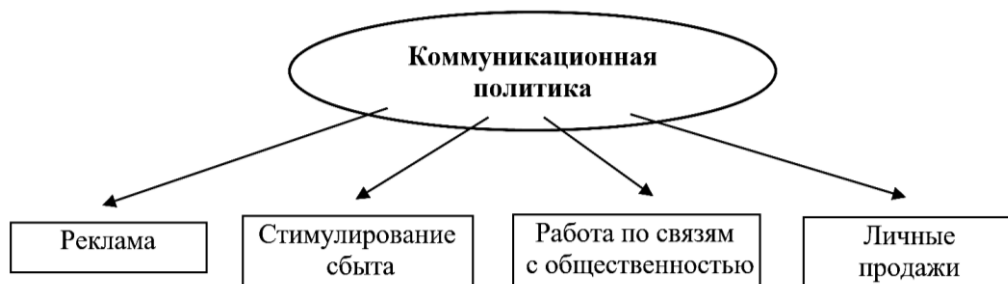 Коммуникационная
политика
Реклама
Стимулирование
сбыта
Работа по связям
с общественностью
Личные
продажи